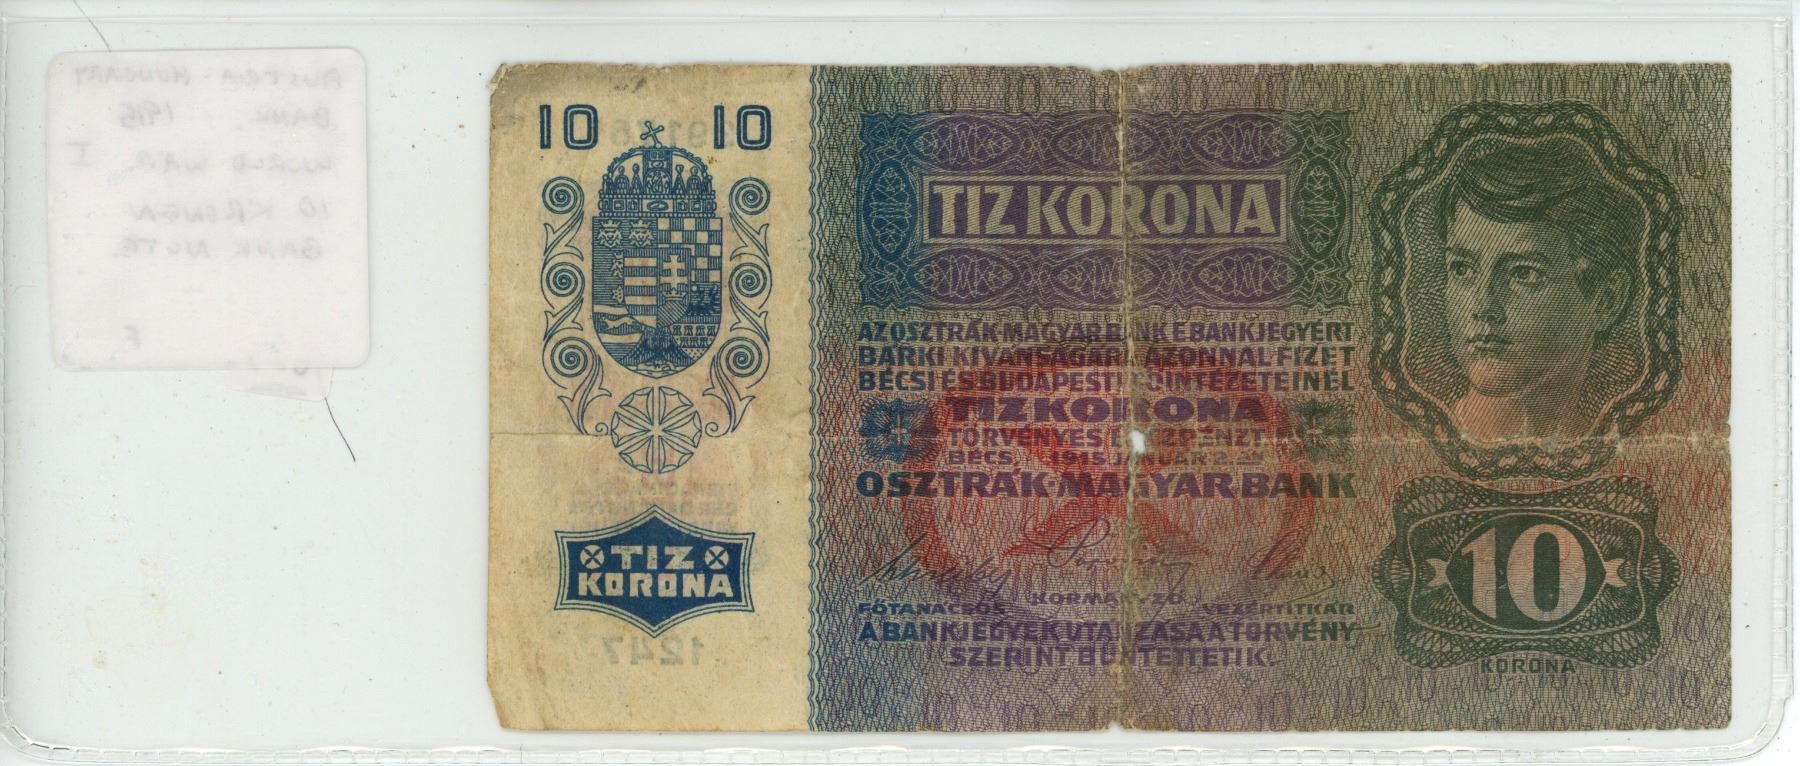 AUSTRIA-HUNGARY
BANK. 1915
WORLD WAR I
10 KRONEN
BANK NOTE
F
10 10
TIZ KORONA
AZ OSZTRÁK-MAGYAR BANK E BANKJEGYÉRT
BÁRKI KIVÁNSÁGÁRA AZONNAL FIZET
BÉCSI ÉS BUDAPESTI FŐINTÉZETEINÉL
TIZ KORONA
TÖRVÉNYES ÉRCZPÉNZT.
BÉCS, 1915 JANUÁR 2-ÁN
OSZTRÁK-MAGYAR BANK
FŐTANÁCSOS KORMÁNYZÓ VEZÉRTITKÁR
A BANKJEGYEK UTÁNZÁSA A TÖRVÉNY
SZERINT BÜNTETTETIK.
TIZ
KORONA
1247
10
KORONA